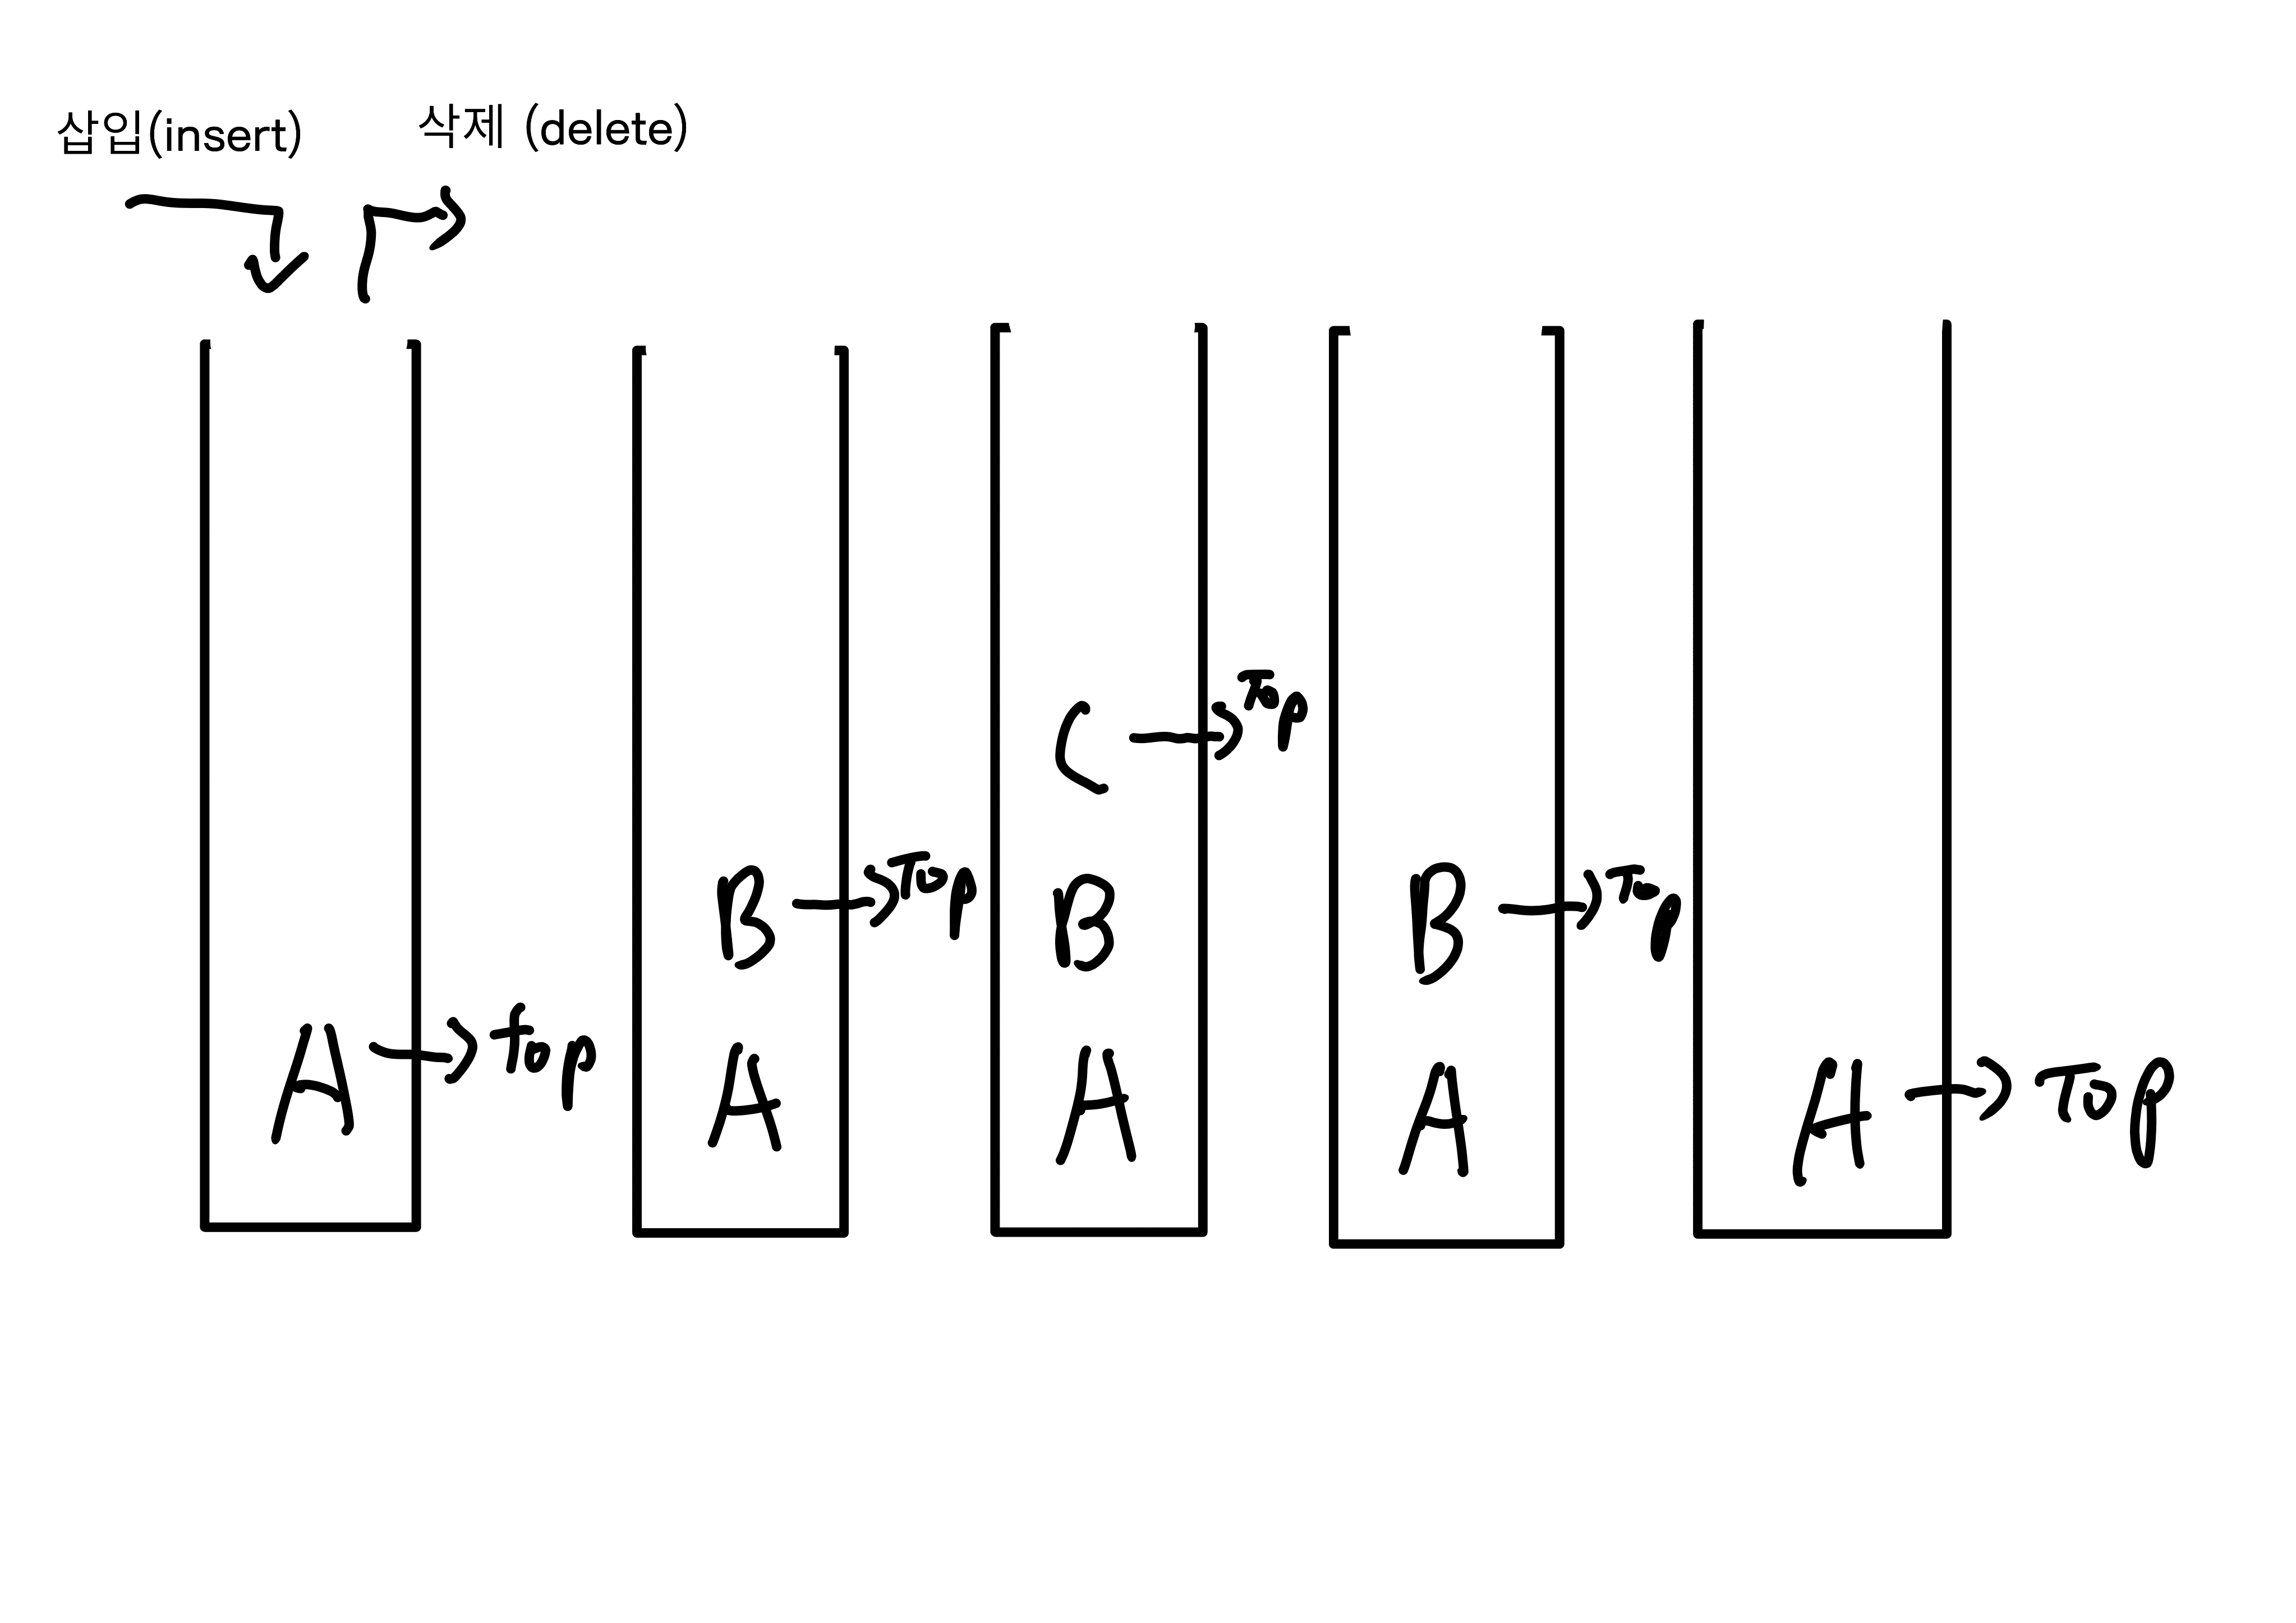 삽입(insert) 삭제 (delete)
C → Top
B → Top
B
B → Top
A → top
A
A
A
A → Top